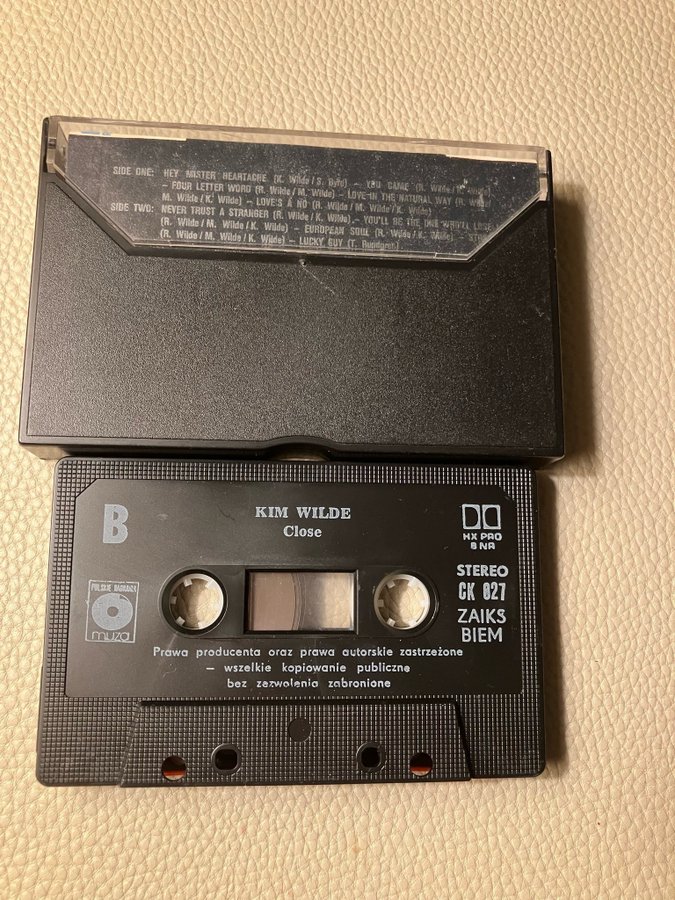 SIDE ONE: HEY MISTER HEARTACHE (K. Wilde / S. Byrd) — YOU CAME (R. Wilde / K. Wilde)
— FOUR LETTER WORD (R. Wilde / M. Wilde) — LOVE IN THE NATURAL WAY (R. Wilde
M. Wilde / K. Wilde) — LOVE'S A NO (R. Wilde / K. Wilde)
SIDE TWO: NEVER TRUST A STRANGER (R. Wilde / K. Wilde) — YOU'LL BE THE ONE WHO'LL LOSE
(R. Wilde / M. Wilde / K. Wilde) — EUROPEAN SOUL (R. Wilde / K. Wilde) —
R. Wilde / M. Wilde / K. Wilde) — LUCKY GUY (T. Rundgren)
B
KIM WILDE
Close
HX PRO
B NR
STEREO
CK 027
ZAIKS
BIEM
POLSKIE NAGRANIA
muza
Prawa producenta oraz prawa autorskie zastrzeżone
— wszelkie kopiowanie publiczne
bez zezwolenia zabronione